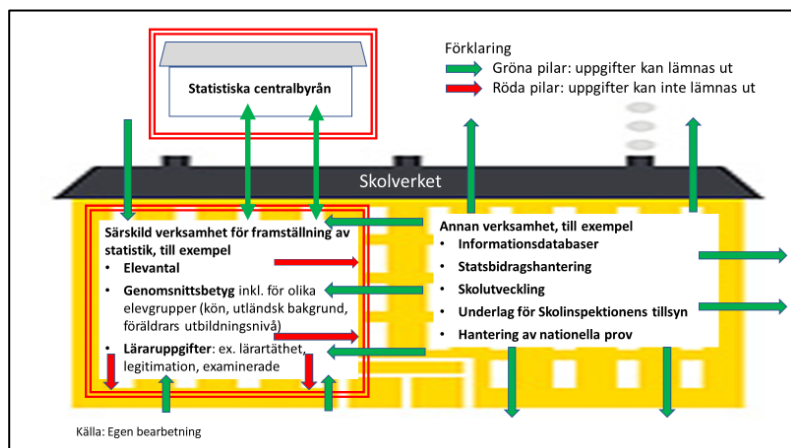 Förklaring
Gröna pilar: uppgifter kan lämnas ut
Röda pilar: uppgifter kan inte lämnas ut
Statistiska centralbyrån
Skolverket
Särskild verksamhet för framställning av
statistik, till exempel
• Elevantal
• Genomsnittsbetyg inkl. för olika
elevgrupper (kön, utländsk bakgrund,
föräldrars utbildningsnivå)
• Läraruppgifter: ex. lärartäthet,
legitimation, examinerade
Annan verksamhet, till exempel
• Informationsdatabaser
• Statsbidragshantering
• Skolutveckling
• Underlag för Skolinspektionens tillsyn
• Hantering av nationella prov
Källa: Egen bearbetning